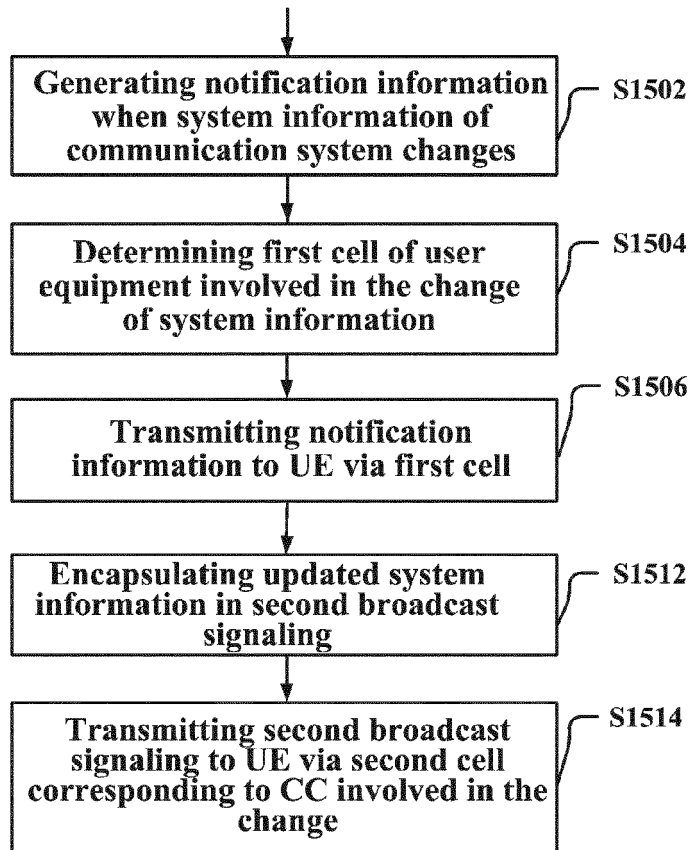 Generating notification information
when system information of
communication system changes
S1502
Determining first cell of user
equipment involved in the change
of system information
S1504
Transmitting notification
information to UE via first cell
S1506
Encapsulating updated system
information in second broadcast
signaling
S1512
Transmitting second broadcast
signaling to UE via second cell
corresponding to CC involved in the
change
S1514